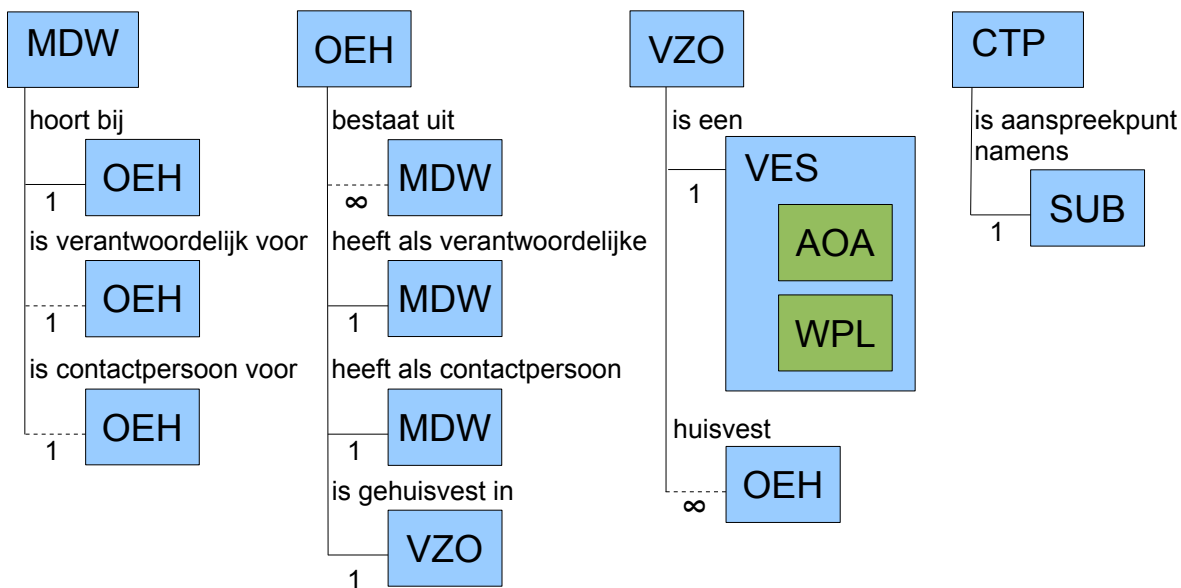 MDW
hoort bij
OEH
1
is verantwoordelijk voor
OEH
1
is contactpersoon voor
OEH
1
OEH
bestaat uit
MDW
∞
heeft als verantwoordelijke
MDW
1
heeft als contactpersoon
MDW
1
is gehuisvest in
VZO
1
VZO
is een
VES
1
AOA
WPL
huisvest
OEH
∞
CTP
is aanspreekpunt
namens
SUB
1